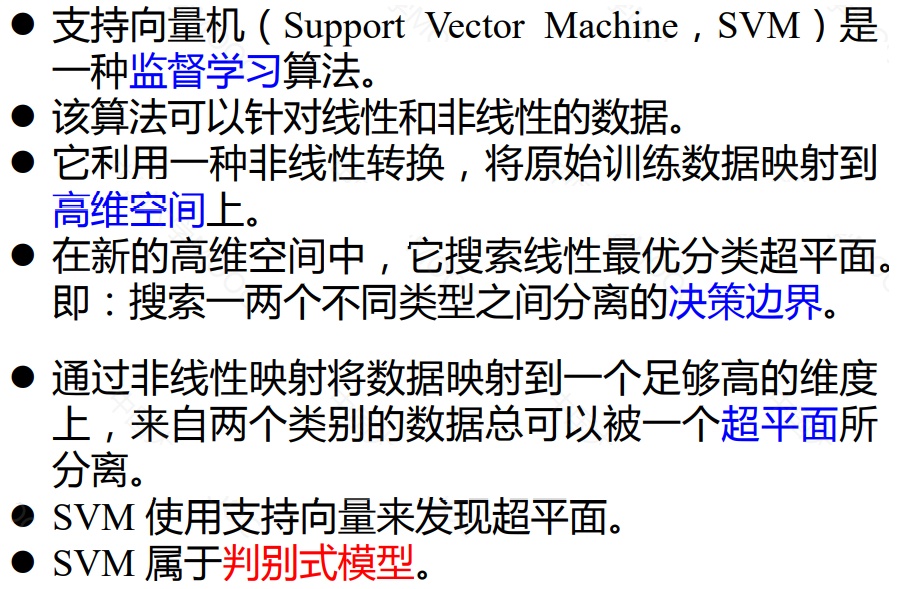 ● 支持向量机（Support Vector Machine，SVM）是
一种监督学习算法。
● 该算法可以针对线性和非线性的数据。
● 它利用一种非线性转换，将原始训练数据映射到
高维空间上。
● 在新的高维空间中，它搜索线性最优分类超平面。
即：搜索一两个不同类型之间分离的决策边界。
● 通过非线性映射将数据映射到一个足够高的维度
上，来自两个类别的数据总可以被一个超平面所
分离。
● SVM 使用支持向量来发现超平面。
● SVM 属于判别式模型。